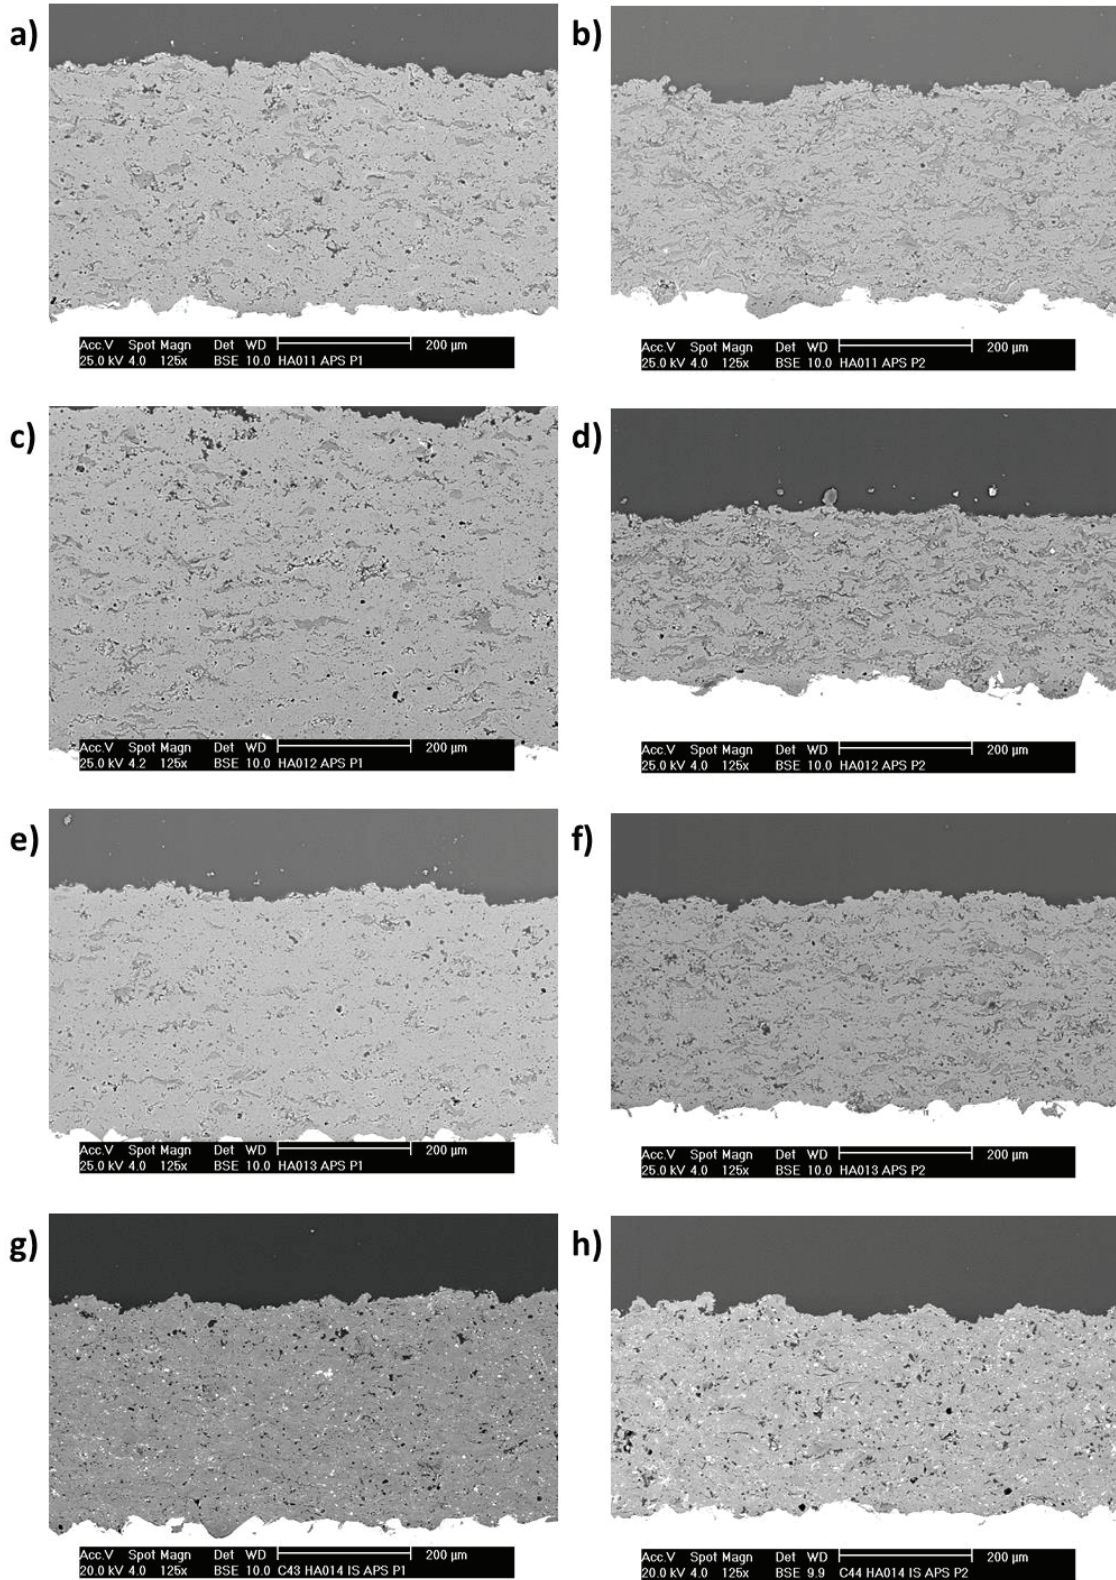 a)
b)
Acc.V Spot Magn Det WD 200 µm
25.0 kV 4.0 125x BSE 10.0 HA011 APS P1
Acc.V Spot Magn Det WD 200 µm
25.0 kV 4.0 125x BSE 10.0 HA011 APS P2
c)
d)
Acc.V Spot Magn Det WD 200 µm
25.0 kV 4.2 125x BSE 10.0 HA012 APS P1
Acc.V Spot Magn Det WD 200 µm
25.0 kV 4.0 125x BSE 10.0 HA012 APS P2
e)
f)
Acc.V Spot Magn Det WD 200 µm
25.0 kV 4.0 125x BSE 10.0 HA013 APS P1
Acc.V Spot Magn Det WD 200 µm
25.0 kV 4.0 125x BSE 10.0 HA013 APS P2
g)
h)
Acc.V Spot Magn Det WD 200 µm
20.0 kV 4.0 125x BSE 10.0 C43 HA014 IS APS P1
Acc.V Spot Magn Det WD 200 µm
20.0 kV 4.0 125x BSE 9.9 C44 HA014 IS APS P2